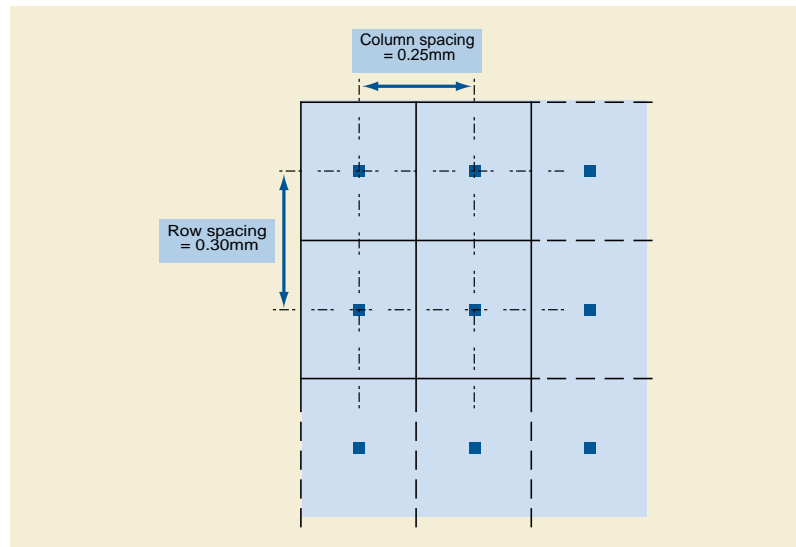 Column spacing
= 0.25mm
Row spacing
= 0.30mm